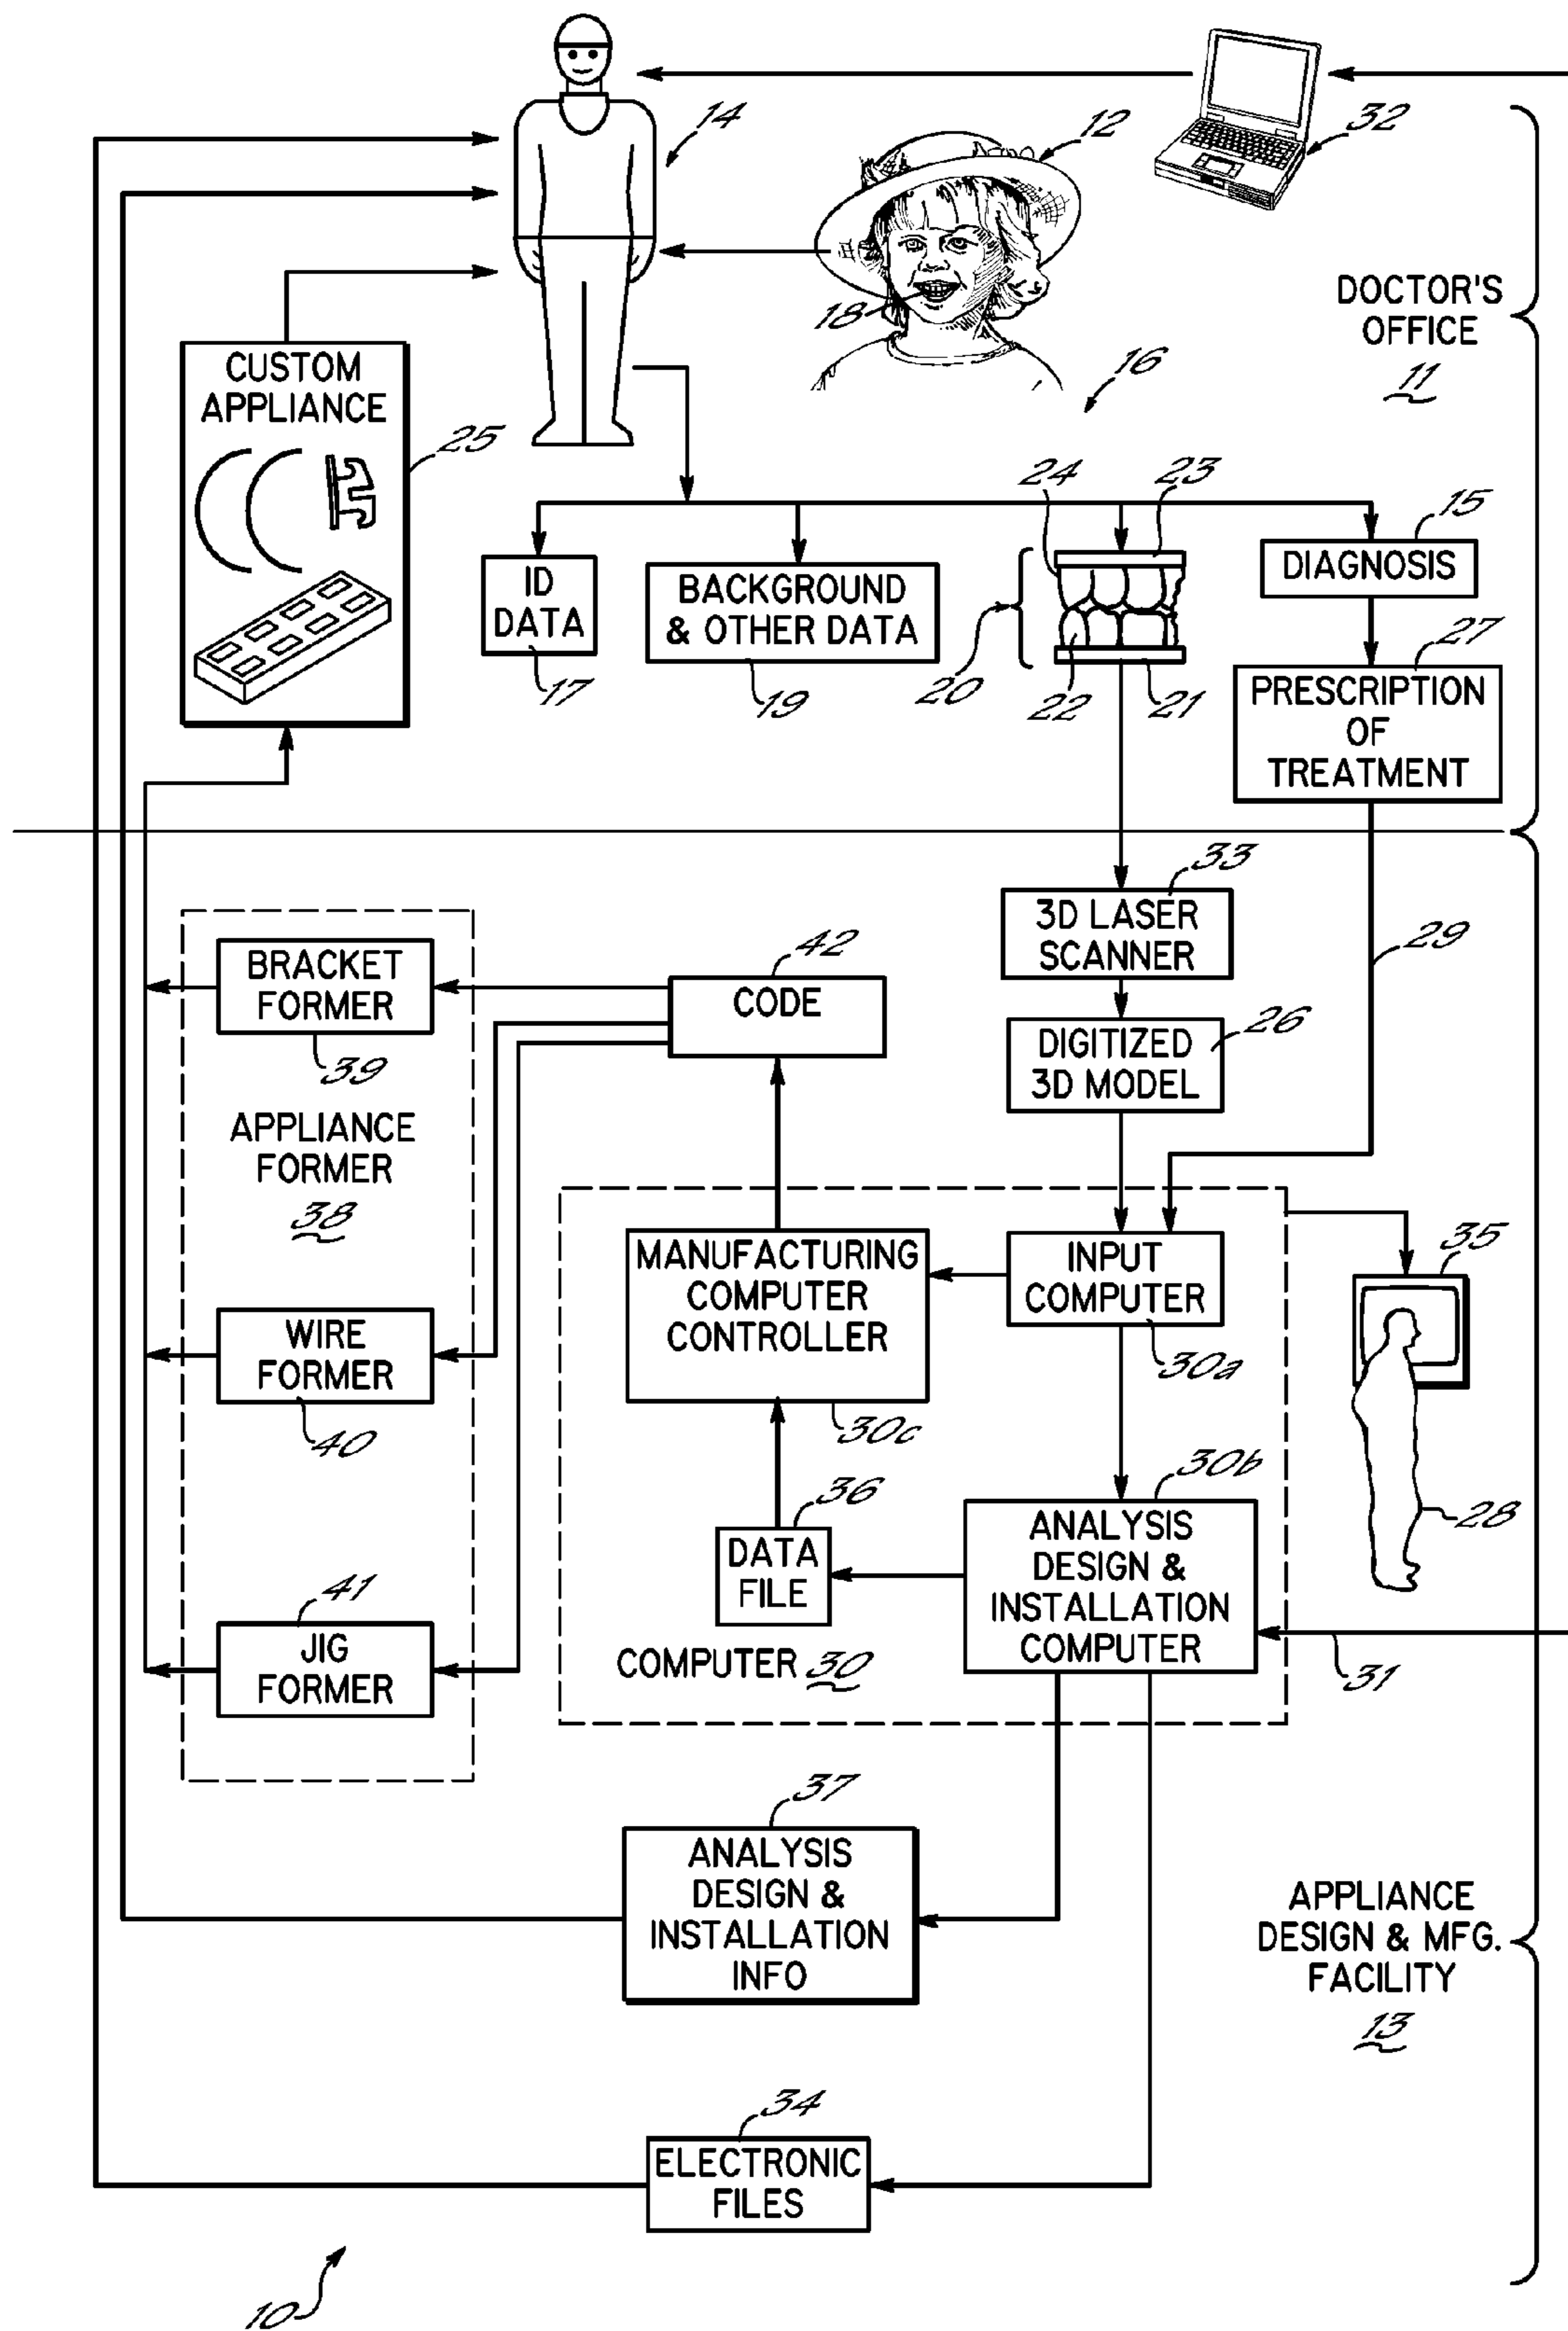 14
12
32
18
DOCTOR'S
OFFICE
11
16
CUSTOM
APPLIANCE
25
24
23
15
ID
DATA
17
BACKGROUND
& OTHER DATA
19
20
22
21
DIAGNOSIS
27
PRESCRIPTION
OF
TREATMENT
33
3D LASER
SCANNER
29
42
CODE
BRACKET
FORMER
39
26
DIGITIZED
3D MODEL
APPLIANCE
FORMER
38
MANUFACTURING
COMPUTER
CONTROLLER
30c
INPUT
COMPUTER
30a
35
WIRE
FORMER
40
36
DATA
FILE
30b
ANALYSIS
DESIGN &
INSTALLATION
COMPUTER
28
41
JIG
FORMER
COMPUTER 30
31
37
ANALYSIS
DESIGN &
INSTALLATION
INFO
APPLIANCE
DESIGN & MFG.
FACILITY
13
34
ELECTRONIC
FILES
10